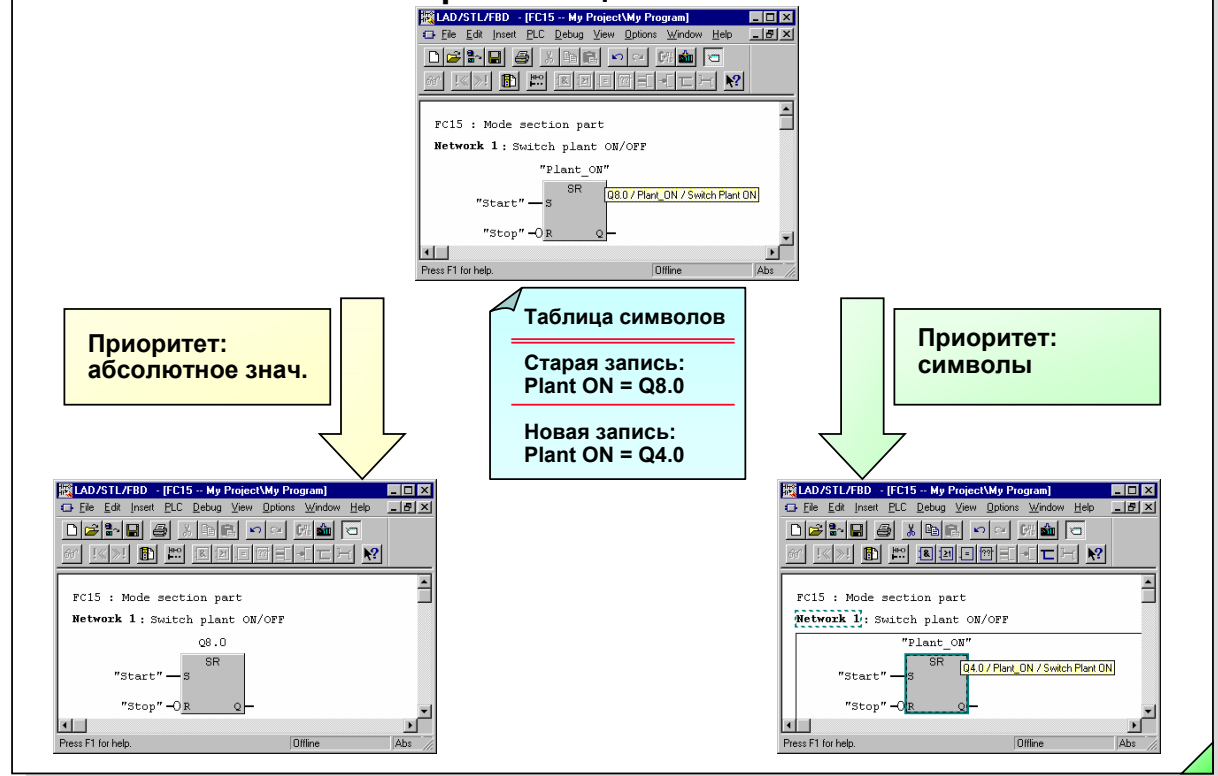 LAD/STL/FBD - [FC15 -- My Project\My Program]
File Edit Insert PLC Debug View Options Window Help
FC15 : Mode section part
Network 1 : Switch plant ON/OFF
"Plant_ON"
SR
Q8.0 / Plant_ON / Switch Plant ON
"Start" S
"Stop" R Q
Press F1 for help. Offline Abs
Приоритет:
абсолютное знач.
Таблица символов
Старая запись:
Plant ON = Q8.0
Новая запись:
Plant ON = Q4.0
Приоритет:
символы
LAD/STL/FBD - [FC15 -- My Project\My Program]
File Edit Insert PLC Debug View Options Window Help
FC15 : Mode section part
Network 1 : Switch plant ON/OFF
Q8.0
SR
"Start" S
"Stop" R Q
Press F1 for help. Offline Abs
LAD/STL/FBD - [FC15 -- My Project\My Program]
File Edit Insert PLC Debug View Options Window Help
FC15 : Mode section part
Network 1 : Switch plant ON/OFF
"Plant_ON"
SR
Q4.0 / Plant_ON / Switch Plant ON
"Start" S
"Stop" R Q
Press F1 for help. Offline Abs